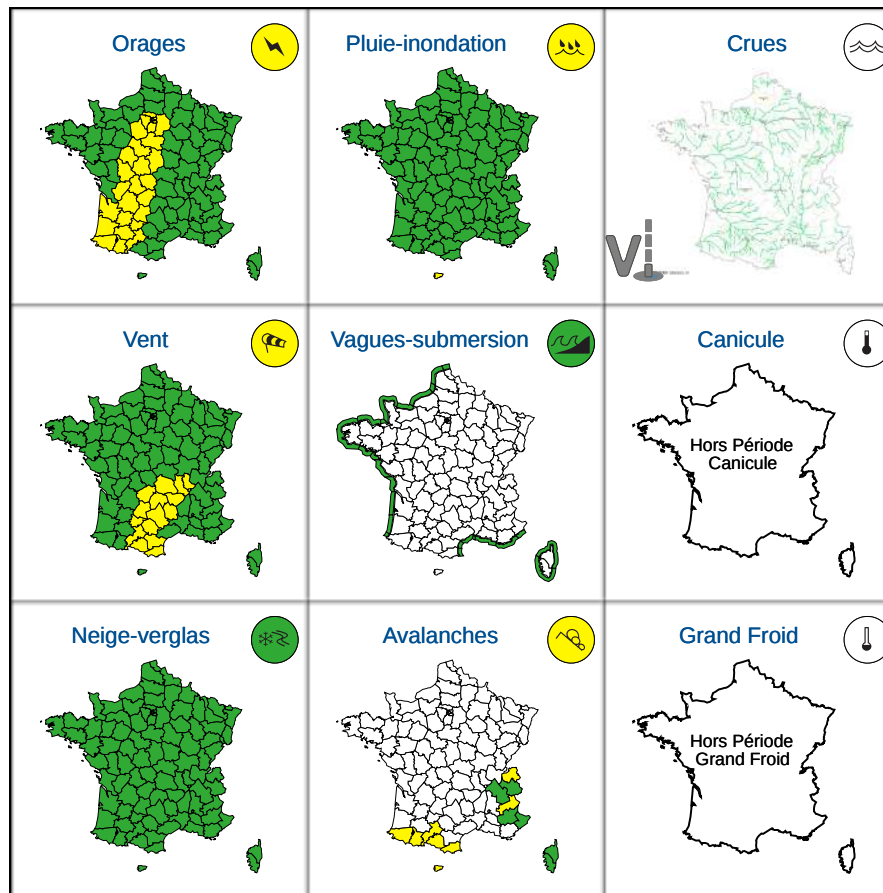 Orages
Pluie-inondation
Crues
Vi
Vent
Vagues-submersion
Canicule
Hors Période
Canicule
Neige-verglas
Avalanches
Grand Froid
Hors Période
Grand Froid